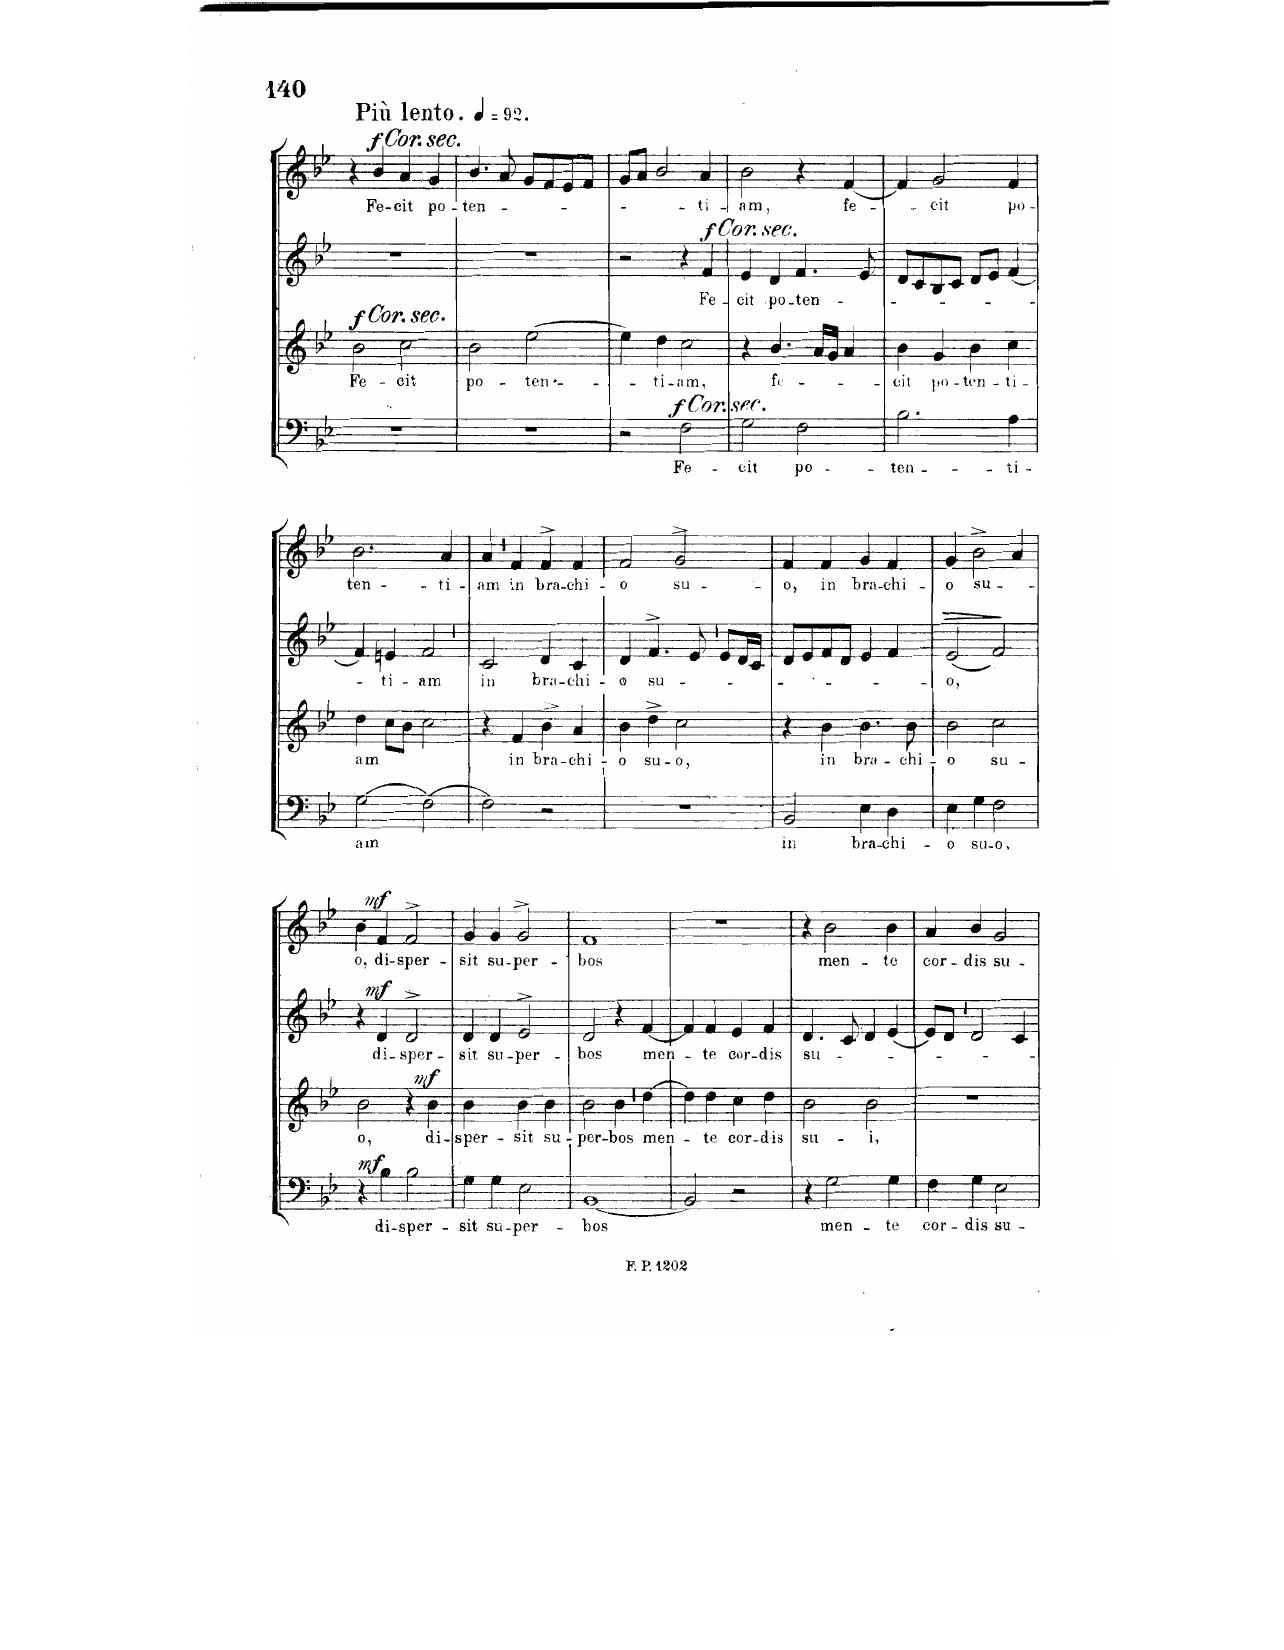 140
Più lento. ♩ = 92.
f Cor. sec.
Fe-cit po-ten - - - - - - ti - am, fe - - cit po-
f Cor. sec.
Fe - cit po-ten - - - - - - -
f Cor. sec.
Fe - cit po - ten - - - ti-am, fe - - - cit po-ten-ti-
f Cor. sec.
Fe - cit po - - ten - - - ti-
ten - - ti - am in bra-chi - o su - - o, in bra-chi - o su - -
- ti - am in bra-chi - o su - - - - - - - o,
am in bra-chi - o su-o, in bra - chi - o su -
am in bra-chi - o su-o,
mf
o, di-sper - sit su-per - bos men - te cor - dis su -
mf
di-sper - sit su-per - bos men - te cor-dis su - - - - - - -
mf
o, di-sper - sit su-per-bos men - te cor-dis su - i,
mf
di-sper - sit su-per - bos men - te cor - dis su -
F. P. 1202